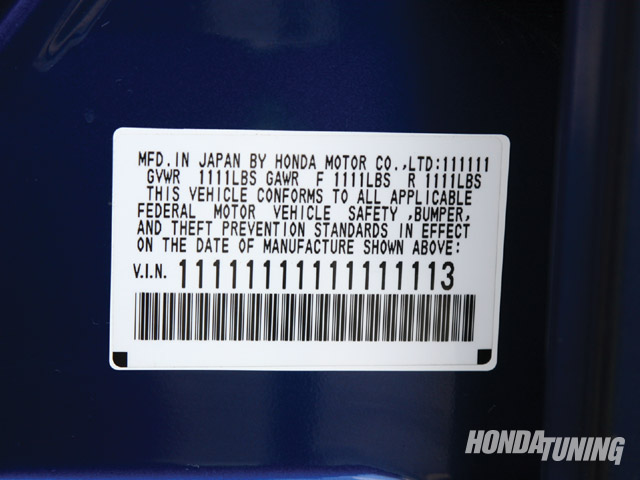 MFD.IN JAPAN BY HONDA MOTOR CO.,LTD:111111
GVWR 1111LBS GAWR F 1111LBS R 1111LBS
THIS VEHICLE CONFORMS TO ALL APPLICABLE
FEDERAL MOTOR VEHICLE SAFETY ,BUMPER,
AND THEFT PREVENTION STANDARDS IN EFFECT
ON THE DATE OF MANUFACTURE SHOWN ABOVE:
V.I.N. 11111111111111113
HONDATUNING